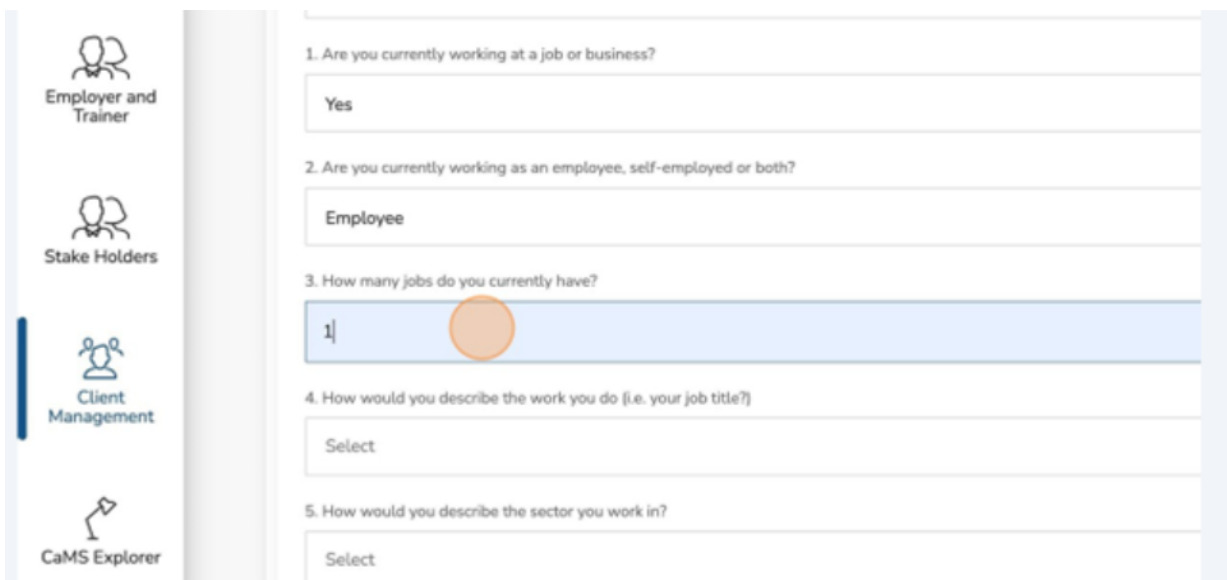 Employer and
Trainer
Stake Holders
Client
Management
CaMS Explorer
1. Are you currently working at a job or business?
Yes
2. Are you currently working as an employee, self-employed or both?
Employee
3. How many jobs do you currently have?
1
4. How would you describe the work you do (i.e. your job title?)
Select
5. How would you describe the sector you work in?
Select